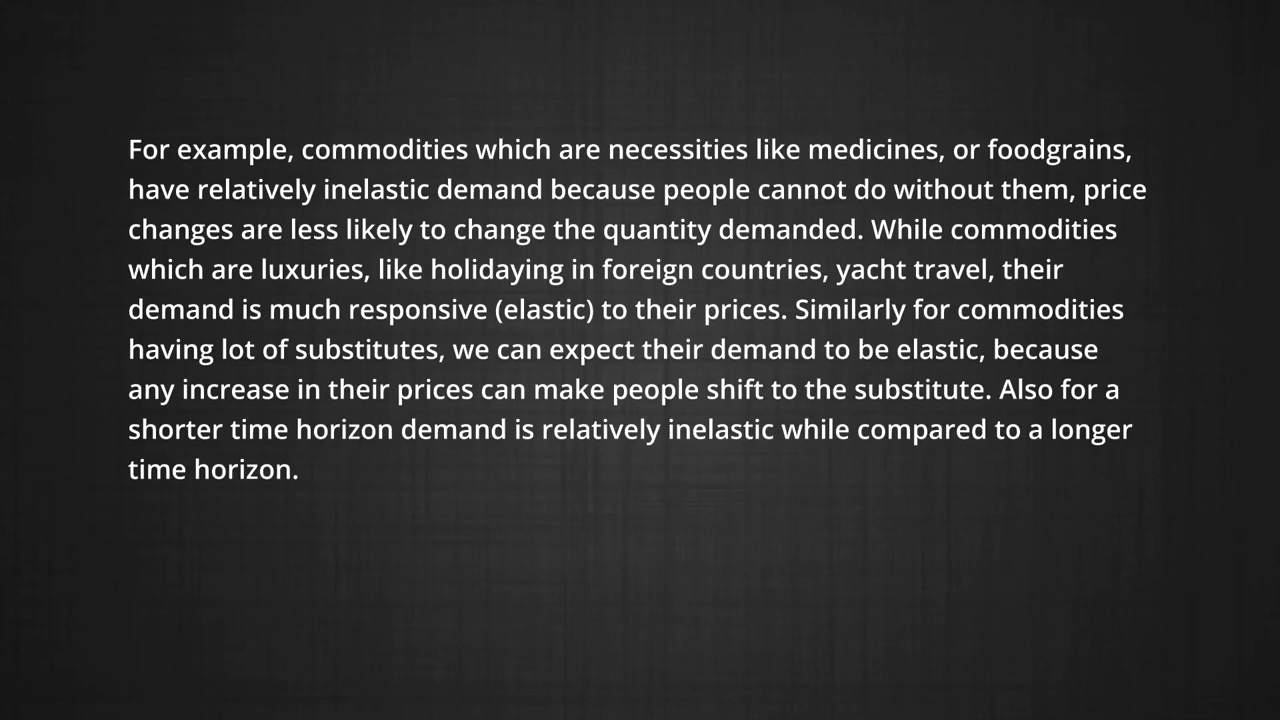 For example, commodities which are necessities like medicines, or foodgrains,
have relatively inelastic demand because people cannot do without them, price
changes are less likely to change the quantity demanded. While commodities
which are luxuries, like holidaying in foreign countries, yacht travel, their
demand is much responsive (elastic) to their prices. Similarly for commodities
having lot of substitutes, we can expect their demand to be elastic, because
any increase in their prices can make people shift to the substitute. Also for a
shorter time horizon demand is relatively inelastic while compared to a longer
time horizon.